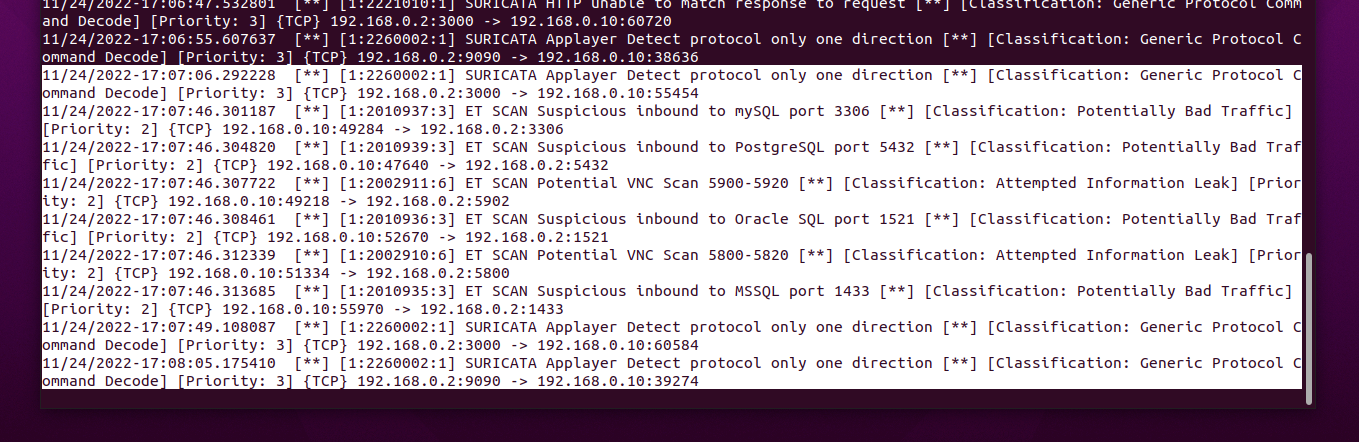 11/24/2022-17:06:47.532801  [**] [1:2221010:1] SURICATA HTTP unable to match response to request [**] [Classification: Generic Protocol Comm
and Decode] [Priority: 3] {TCP} 192.168.0.2:3000 -> 192.168.0.10:60720
11/24/2022-17:06:55.607637  [**] [1:2260002:1] SURICATA Applayer Detect protocol only one direction [**] [Classification: Generic Protocol C
ommand Decode] [Priority: 3] {TCP} 192.168.0.2:9090 -> 192.168.0.10:38636
11/24/2022-17:07:06.292228  [**] [1:2260002:1] SURICATA Applayer Detect protocol only one direction [**] [Classification: Generic Protocol C
ommand Decode] [Priority: 3] {TCP} 192.168.0.2:3000 -> 192.168.0.10:55454
11/24/2022-17:07:46.301187  [**] [1:2010937:3] ET SCAN Suspicious inbound to mySQL port 3306 [**] [Classification: Potentially Bad Traffic]
[Priority: 2] {TCP} 192.168.0.10:49284 -> 192.168.0.2:3306
11/24/2022-17:07:46.304820  [**] [1:2010939:3] ET SCAN Suspicious inbound to PostgreSQL port 5432 [**] [Classification: Potentially Bad Traf
fic] [Priority: 2] {TCP} 192.168.0.10:47640 -> 192.168.0.2:5432
11/24/2022-17:07:46.307722  [**] [1:2002911:6] ET SCAN Potential VNC Scan 5900-5920 [**] [Classification: Attempted Information Leak] [Prior
ity: 2] {TCP} 192.168.0.10:49218 -> 192.168.0.2:5902
11/24/2022-17:07:46.308461  [**] [1:2010936:3] ET SCAN Suspicious inbound to Oracle SQL port 1521 [**] [Classification: Potentially Bad Traf
fic] [Priority: 2] {TCP} 192.168.0.10:52670 -> 192.168.0.2:1521
11/24/2022-17:07:46.312339  [**] [1:2002910:6] ET SCAN Potential VNC Scan 5800-5820 [**] [Classification: Attempted Information Leak] [Prior
ity: 2] {TCP} 192.168.0.10:51334 -> 192.168.0.2:5800
11/24/2022-17:07:46.313685  [**] [1:2010935:3] ET SCAN Suspicious inbound to MSSQL port 1433 [**] [Classification: Potentially Bad Traffic]
[Priority: 2] {TCP} 192.168.0.10:55970 -> 192.168.0.2:1433
11/24/2022-17:07:49.108087  [**] [1:2260002:1] SURICATA Applayer Detect protocol only one direction [**] [Classification: Generic Protocol C
ommand Decode] [Priority: 3] {TCP} 192.168.0.2:3000 -> 192.168.0.10:60584
11/24/2022-17:08:05.175410  [**] [1:2260002:1] SURICATA Applayer Detect protocol only one direction [**] [Classification: Generic Protocol C
ommand Decode] [Priority: 3] {TCP} 192.168.0.2:9090 -> 192.168.0.10:39274